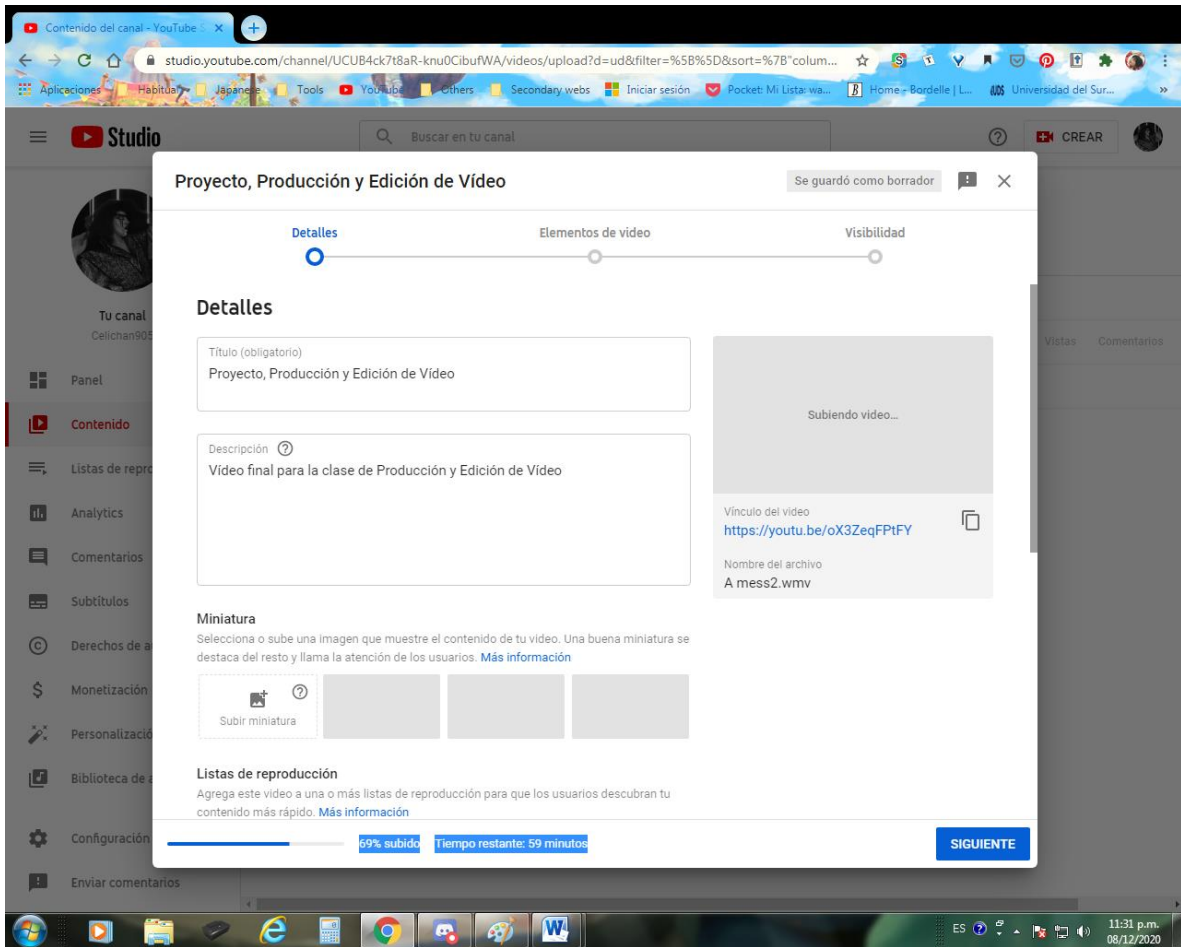 Contenido del canal - YouTube S
studio.youtube.com/channel/UCUB4ck7t8aR-knu0CibufWA/videos/upload?d=ud&filter=%5B%5D&sort=%7B"colum...
Aplicaciones Habitual Japanese Tools YouTube Others Secondary webs Iniciar sesión Pocket: Mi Lista: wa... Home - Bordelle | L... Universidad del Sur... »
Studio
Buscar en tu canal
CREAR
Proyecto, Producción y Edición de Vídeo
Se guardó como borrador
Detalles Elementos de video Visibilidad
Detalles
Tu canal
Celichan905
Título (obligatorio)
Proyecto, Producción y Edición de Vídeo
Descripción
Vídeo final para la clase de Producción y Edición de Vídeo
Subiendo video...
Vínculo del video
https://youtu.be/oX3ZeqFPtFY
Nombre del archivo
A mess2.wmv
Vistas Comentarios
Panel
Contenido
Listas de repro
Analytics
Comentarios
Subtítulos
Derechos de a
Monetización
Personalizació
Biblioteca de a
Configuración
Enviar comentarios
Miniatura
Selecciona o sube una imagen que muestre el contenido de tu video. Una buena miniatura se
destaca del resto y llama la atención de los usuarios. Más información
Subir miniatura
Listas de reproducción
Agrega este video a una o más listas de reproducción para que los usuarios descubran tu
contenido más rápido. Más información
69% subido Tiempo restante: 59 minutos
SIGUIENTE
ES
11:31 p.m.
08/12/2020